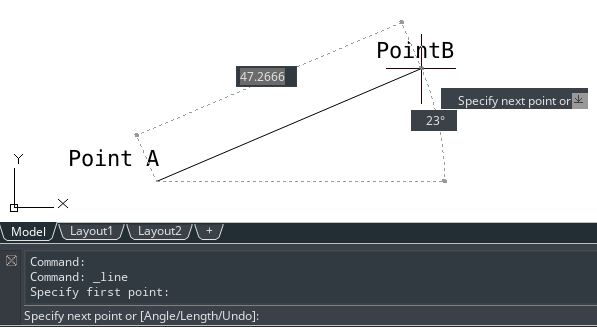 PointB
47.2666
Specify next point or
23°
Point A
Y
X
Model Layout1 Layout2 +
Command:
Command: _line
Specify first point:
Specify next point or [Angle/Length/Undo]: